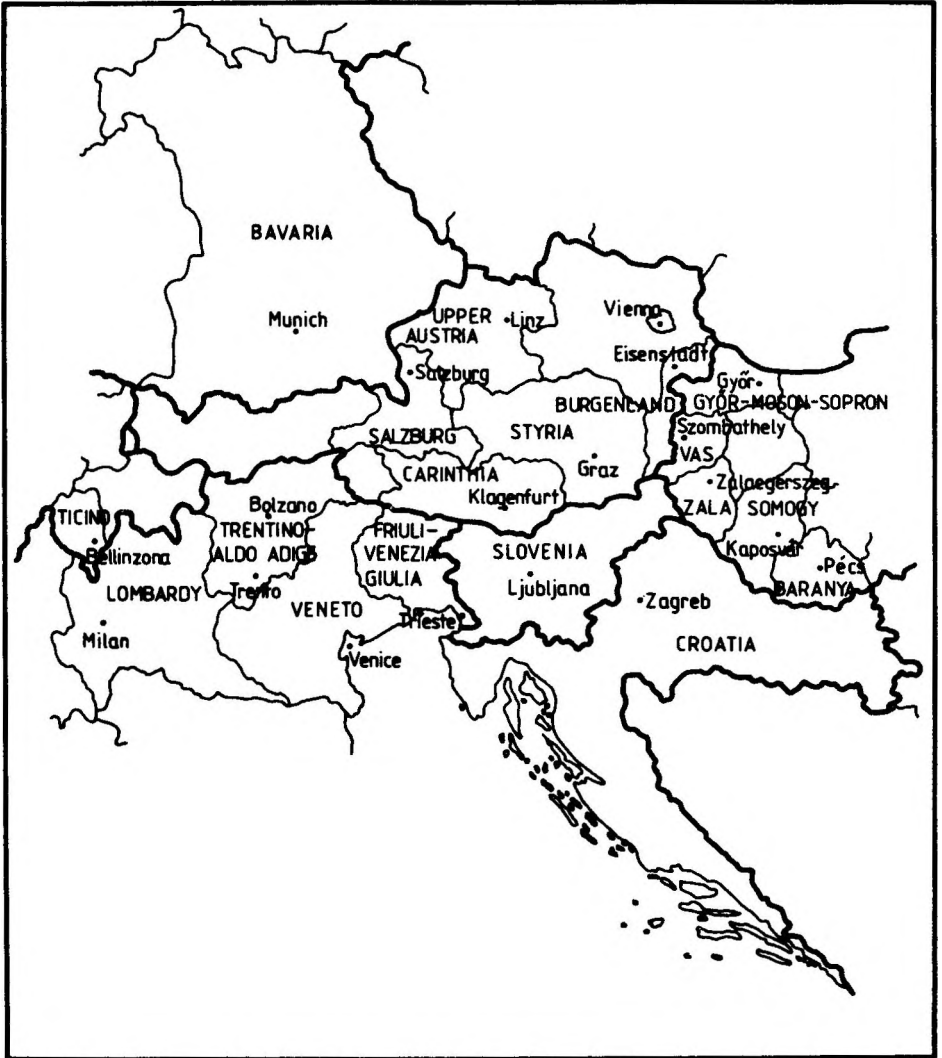 BAVARIA
Munich
UPPER
AUSTRIA
Linz
Vienna
Salzburg
Eisenstadt
Győr
GYŐR-MOSON-SOPRON
BURGENLAND
SALZBURG
STYRIA
Szombathely
VAS
CARINTHIA
Graz
Klagenfurt
Zalaegerszeg
ZALA
SOMOGY
TICINO
Bellinzona
Bolzano
TRENTINO-
ALDO ADIGE
FRIULI-
VENEZIA
GIULIA
SLOVENIA
Ljubljana
Kaposvár
Pécs
BARANYA
LOMBARDY
Trento
VENETO
Trieste
Zagreb
Milan
Venice
CROATIA